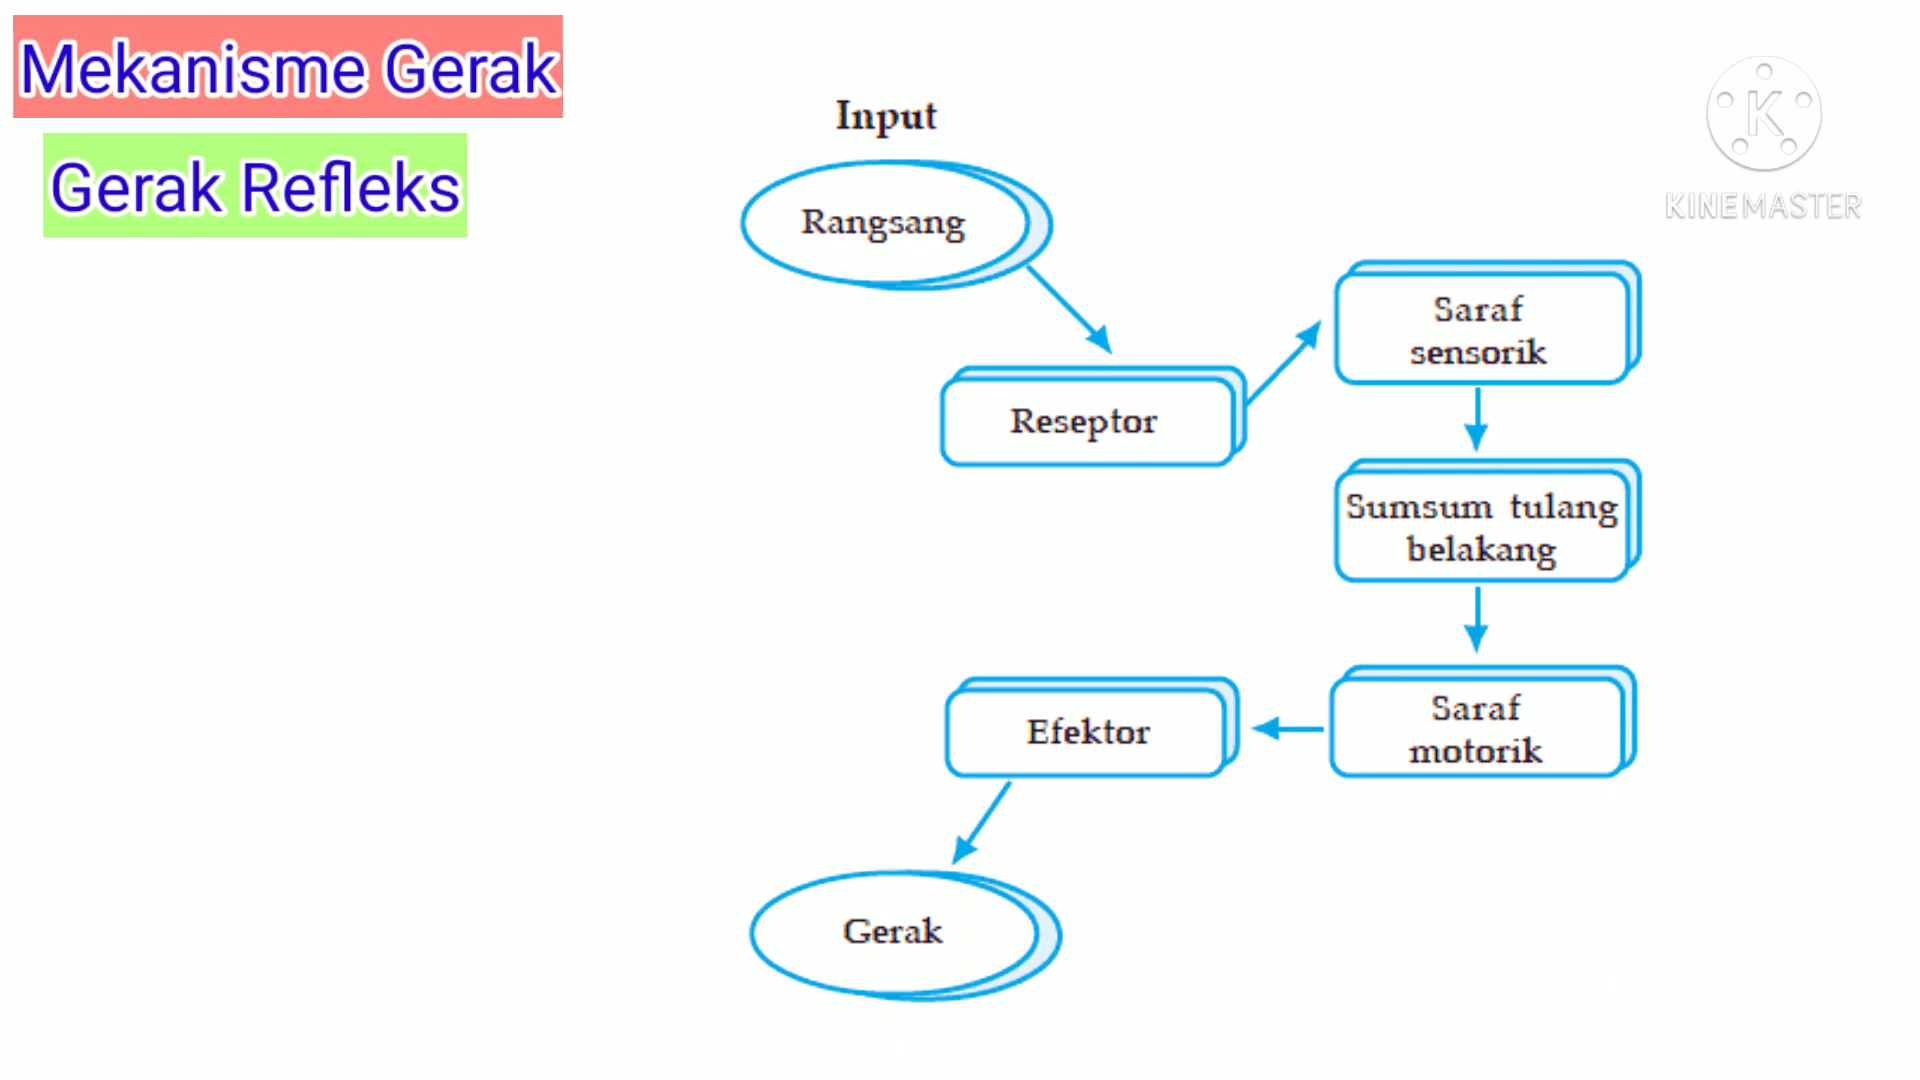 Mekanisme Gerak
Gerak Refleks
Input
Rangsang
Reseptor
Saraf
sensorik
Sumsum tulang
belakang
Saraf
motorik
Efektor
Gerak
K
KINEMASTER